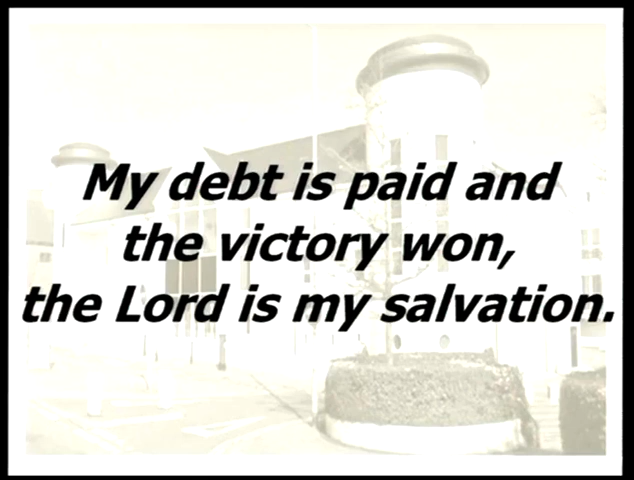 My debt is paid and
the victory won,
the Lord is my salvation.